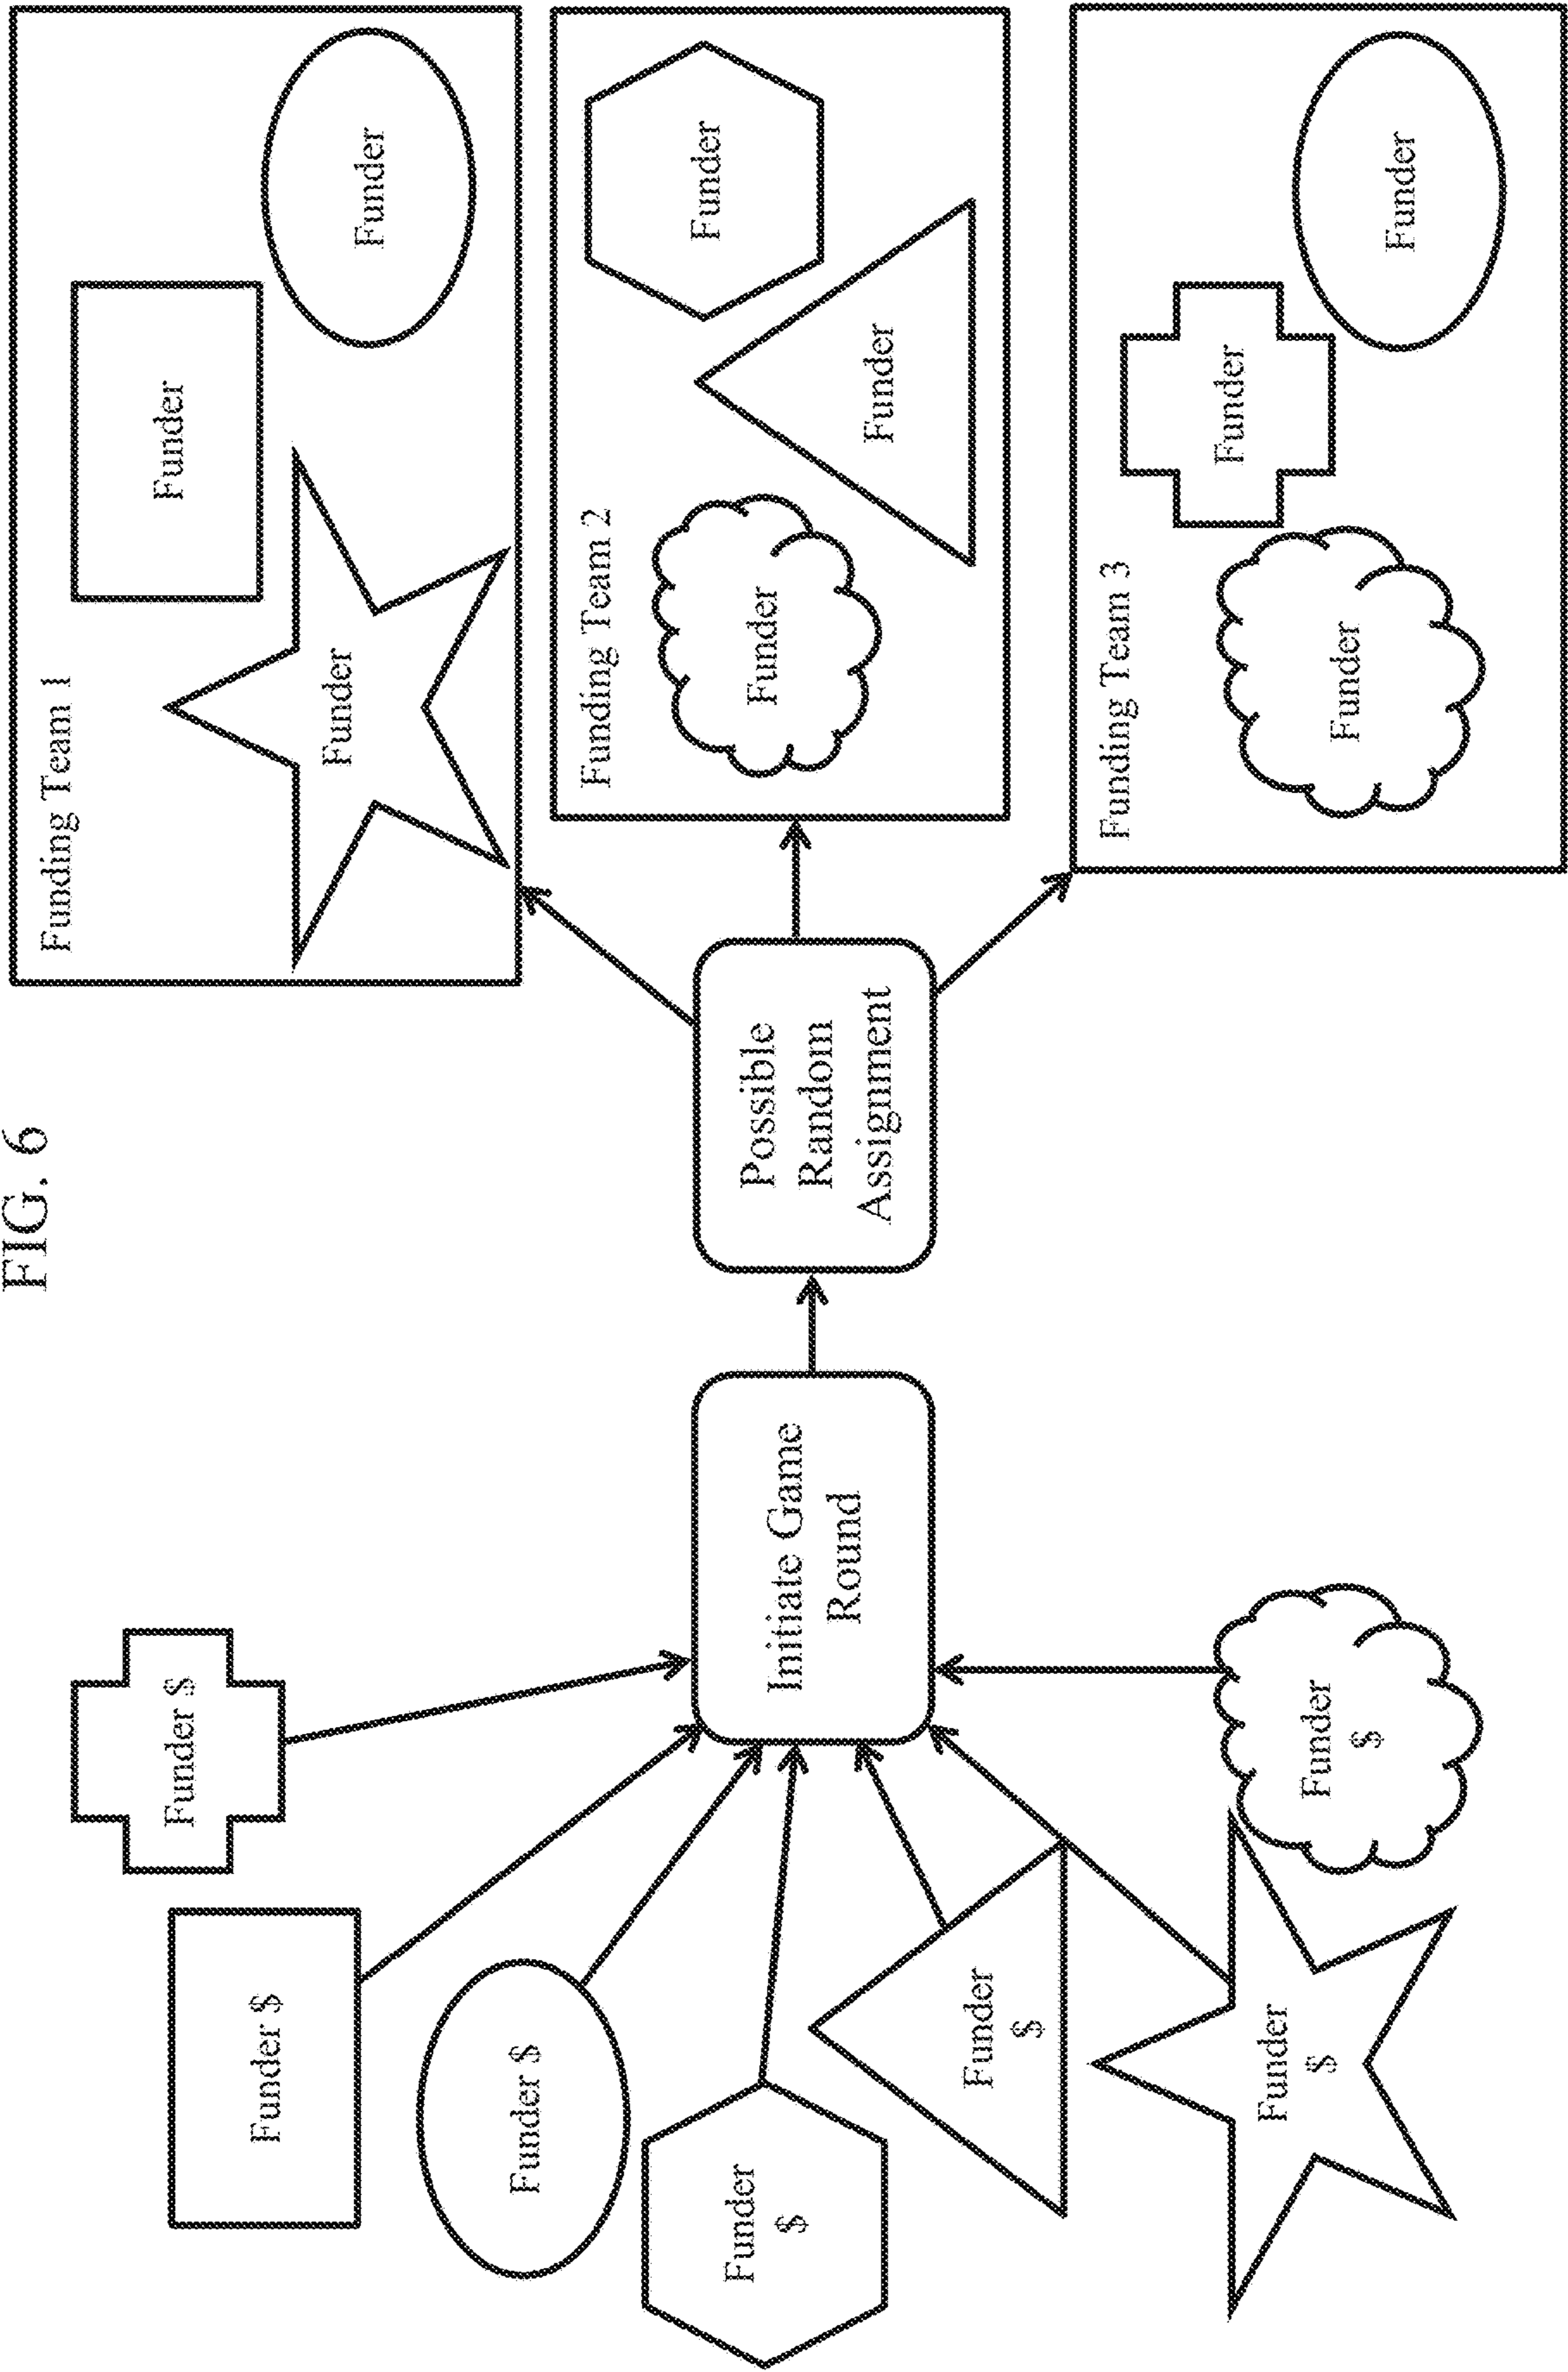 FIG. 6
Funder $
Funder $
Funder $
Funder
$
Funder
$
Funder
$
Funder
$
Initiate Game
Round
Possible
Random
Assignment
Funding Team 1
Funder
Funder
Funder
Funding Team 2
Funder
Funder
Funder
Funding Team 3
Funder
Funder
Funder